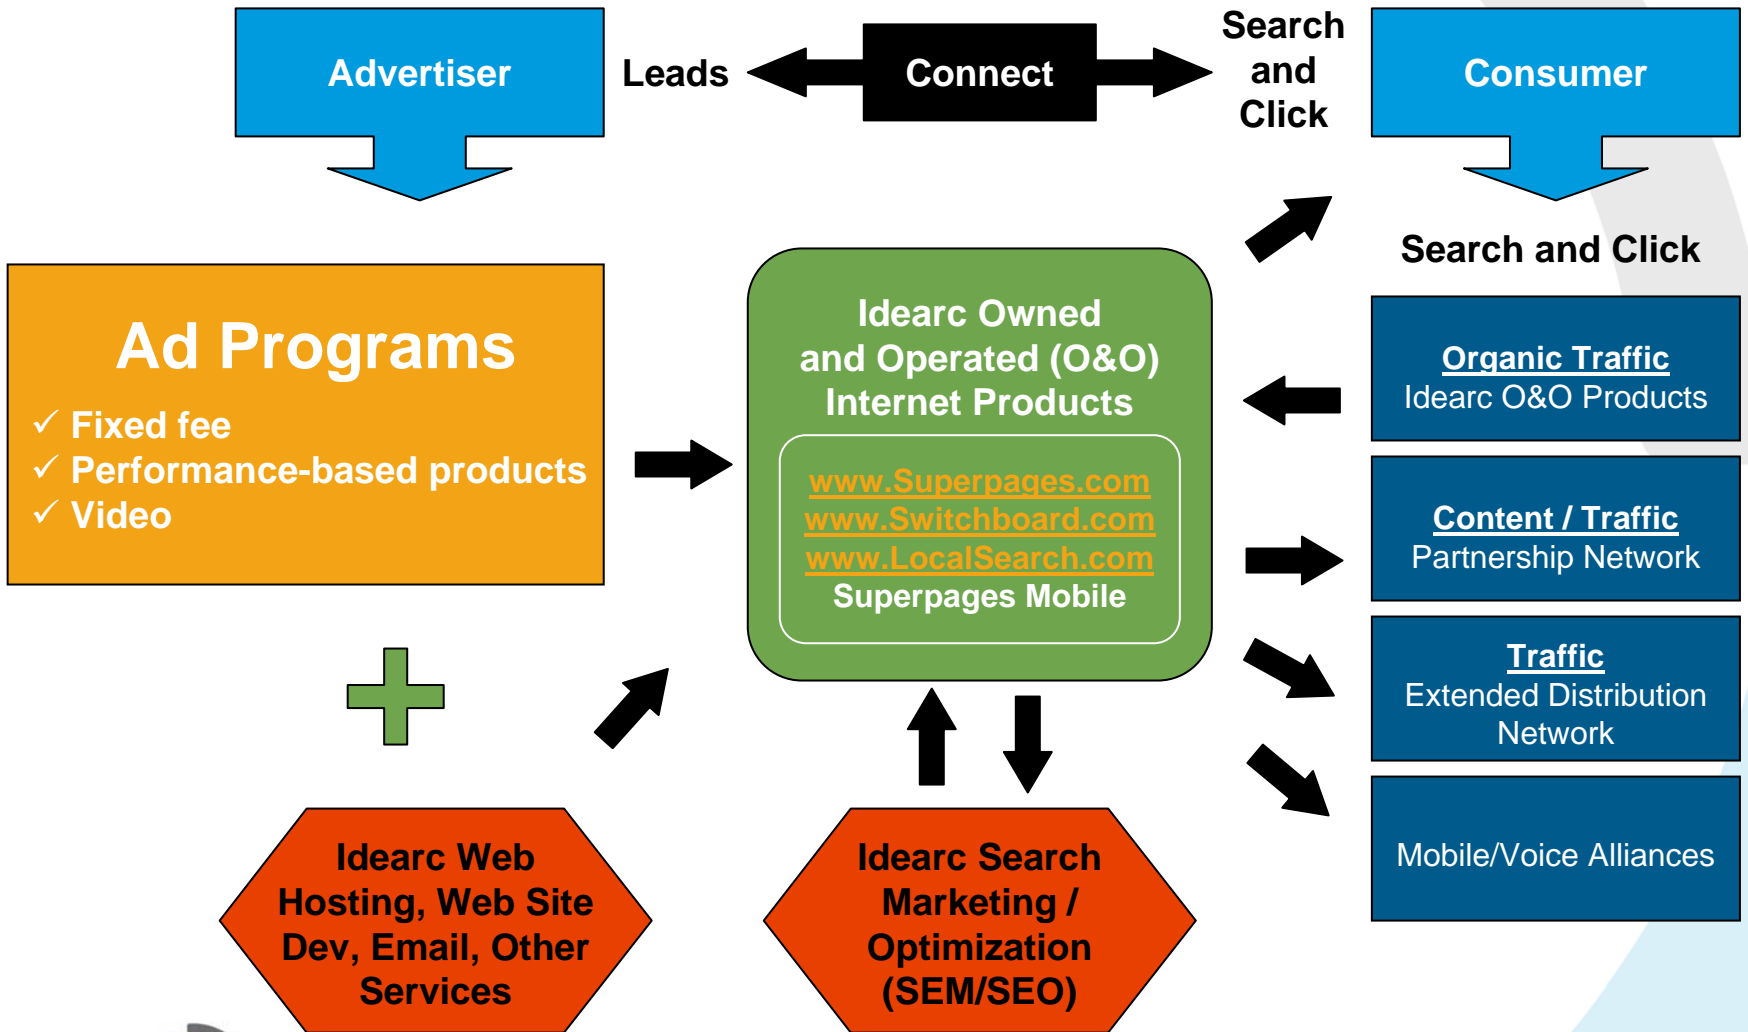 Advertiser
Leads
Connect
Search
and
Click
Consumer
Ad Programs
✓ Fixed fee
✓ Performance-based products
✓ Video
Idearc Owned
and Operated (O&O)
Internet Products
www.Superpages.com
www.Switchboard.com
www.LocalSearch.com
Superpages Mobile
Search and Click
Organic Traffic
Idearc O&O Products
Content / Traffic
Partnership Network
Traffic
Extended Distribution
Network
Mobile/Voice Alliances
Idearc Web
Hosting, Web Site
Dev, Email, Other
Services
Idearc Search
Marketing /
Optimization
(SEM/SEO)